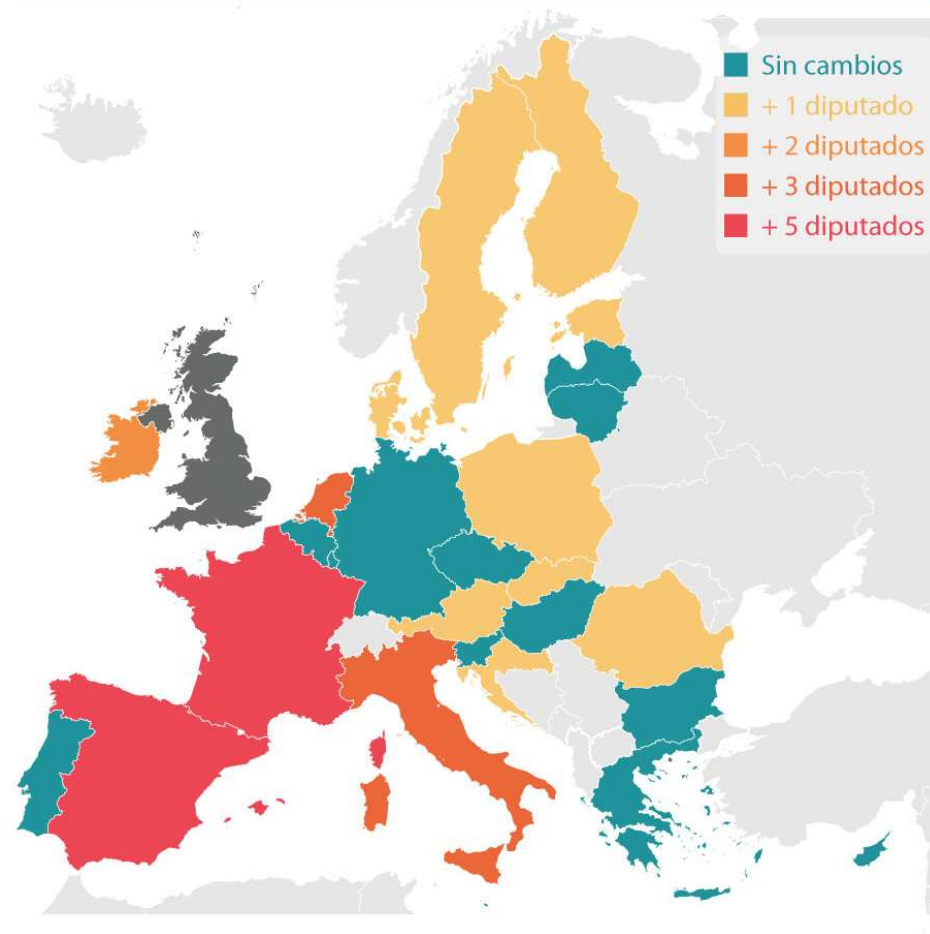 Sin cambios
+ 1 diputado
+ 2 diputados
+ 3 diputados
+ 5 diputados